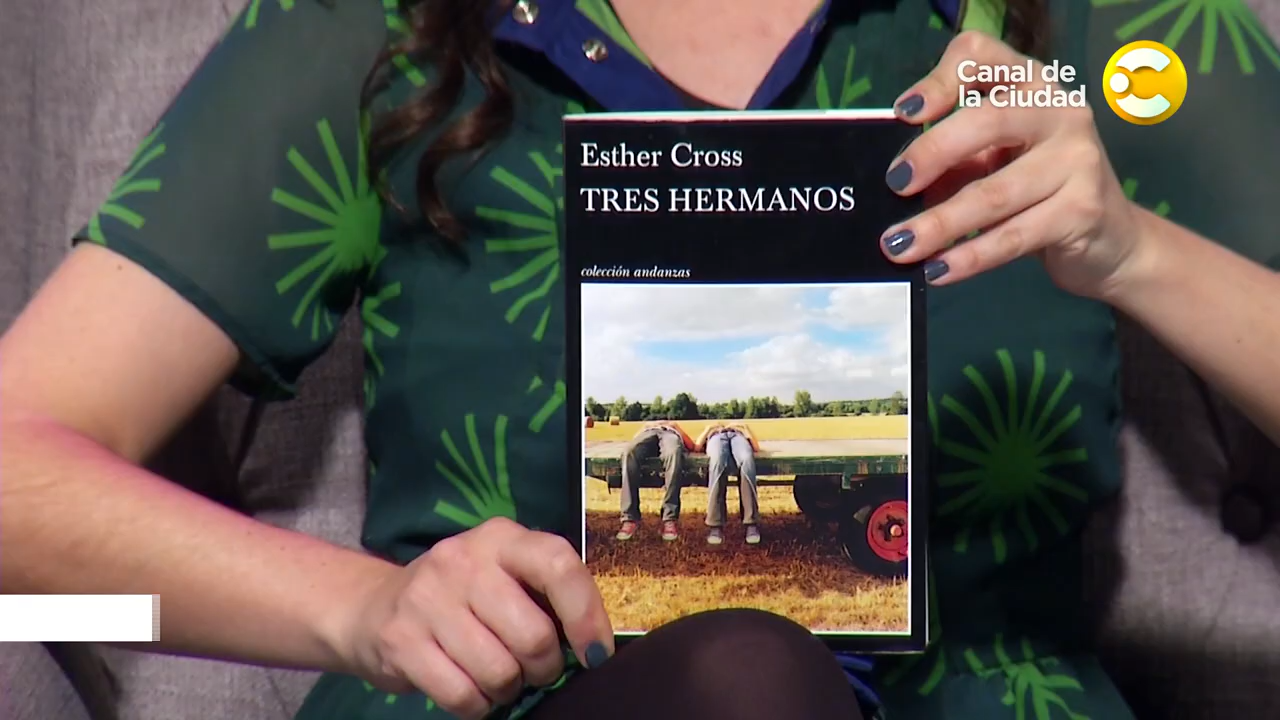 Canal de
la Ciudad
Esther Cross
TRES HERMANOS
colección andanzas